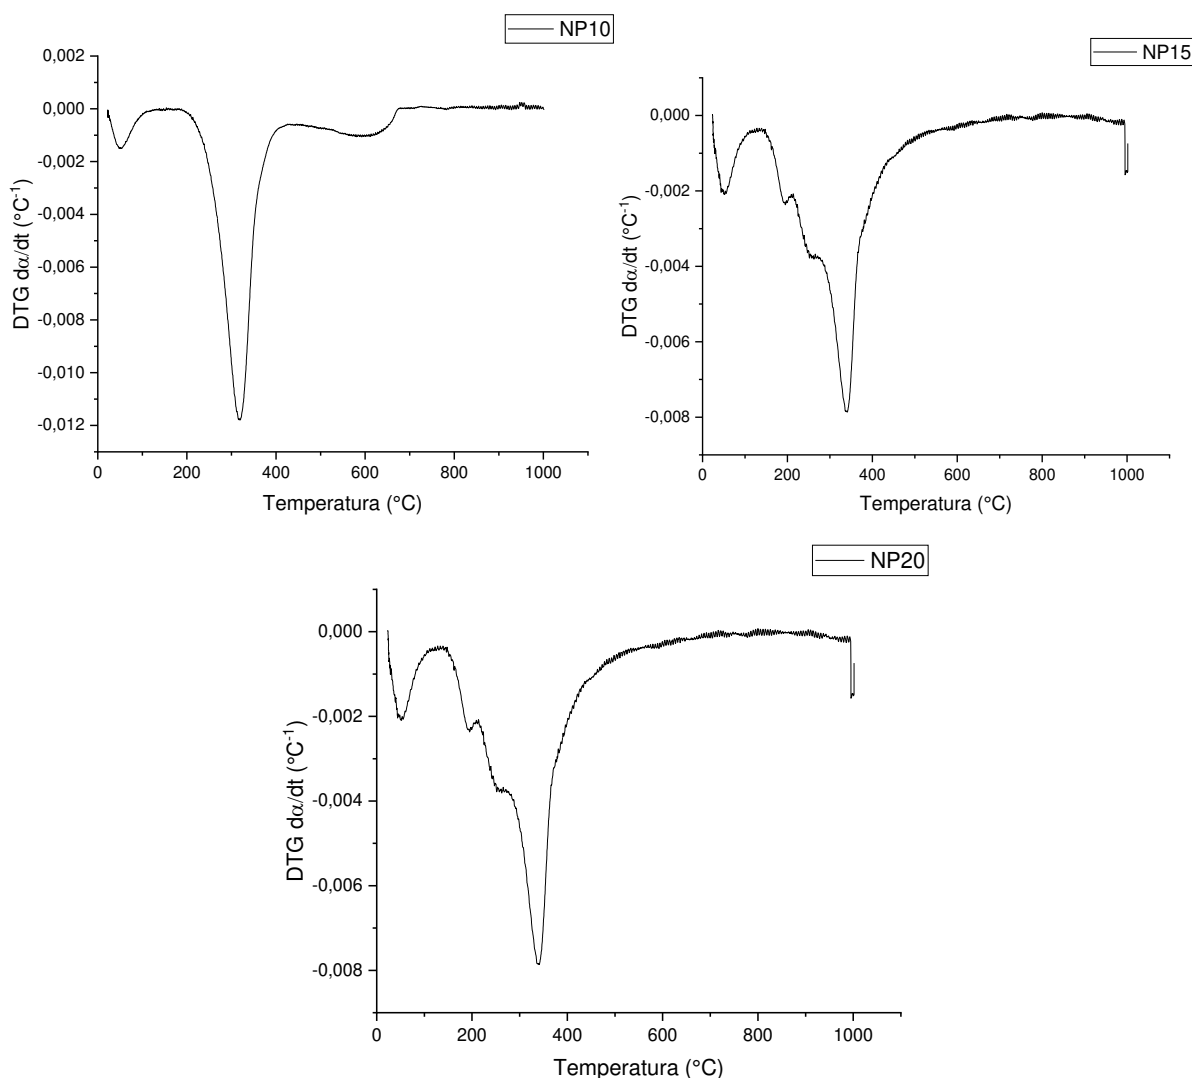 NP10
0,002
0,000
-0,002
-0,004
-0,006
-0,008
-0,010
-0,012
DTG dα/dt (°C-1)
0 200 400 600 800 1000
Temperatura (°C)
NP15
0,000
-0,002
-0,004
-0,006
-0,008
DTG dα/dt (°C-1)
0 200 400 600 800 1000
Temperatura (°C)
NP20
0,000
-0,002
-0,004
-0,006
-0,008
DTG dα/dt (°C-1)
0 200 400 600 800 1000
Temperatura (°C)